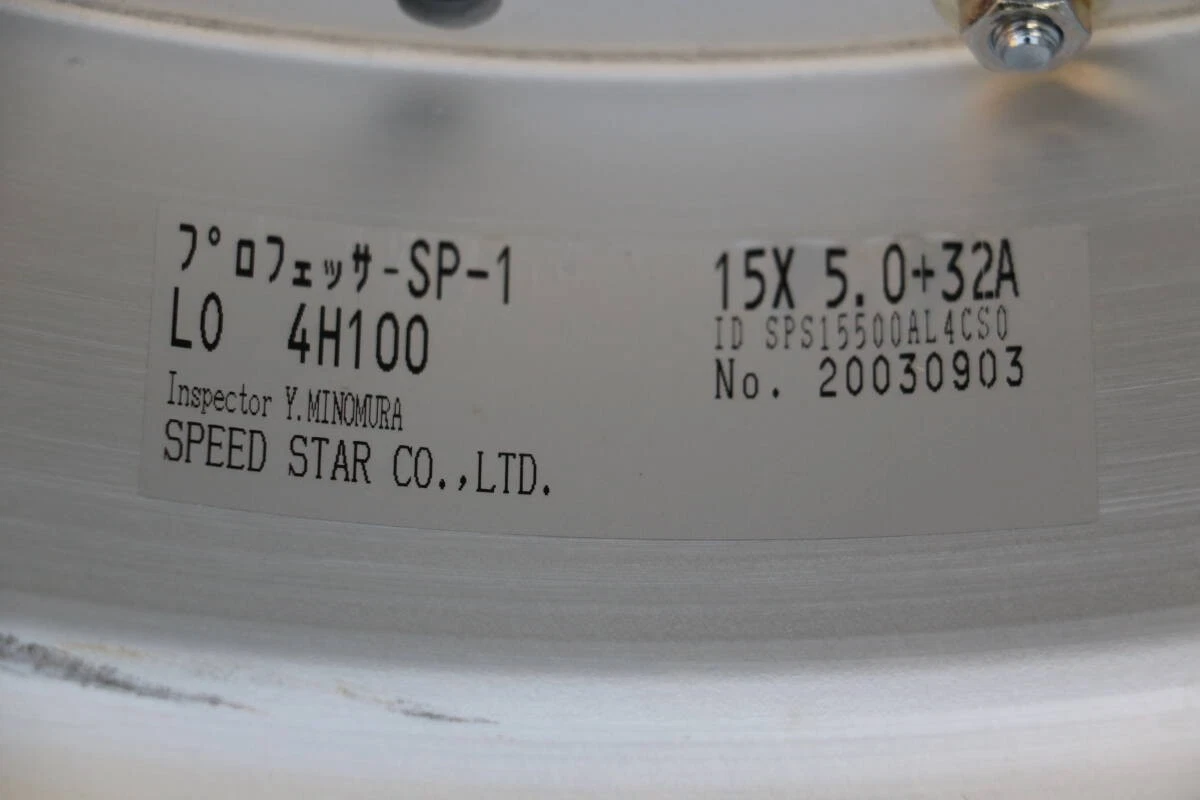 ﾌﾟﾛﾌｪｯｻ-SP-1 15X 5.0+32A
LO 4H100 ID SPS15500AL4CS0
No. 20030903
Inspector Y.MINOMURA
SPEED STAR CO.,LTD.